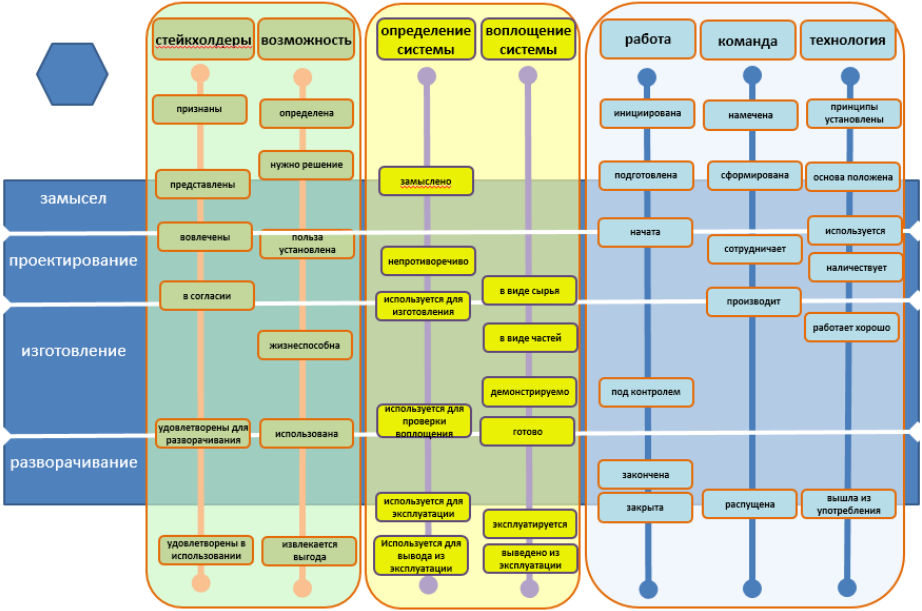 стейкхолдеры
возможность
определение
системы
воплощение
системы
работа
команда
технология
признаны
определена
инициирована
намечена
принципы
установлены
нужно решение
представлены
замыслено
подготовлена
сформирована
основа положена
замысел
вовлечены
польза
установлена
начата
сотрудничает
используется
проектирование
непротиворечиво
наличествует
в согласии
используется для
изготовления
в виде сырья
производит
изготовление
жизнеспособна
в виде частей
работает хорошо
демонстрируемо
под контролем
удовлетворены для
разворачивания
использована
используется для
проверки
воплощения
готово
разворачивание
закончена
используется для
эксплуатации
закрыта
распущена
вышла из
употребления
эксплуатируется
удовлетворены в
использовании
извлекается
выгода
Используется для
вывода из
эксплуатации
выведено из
эксплуатации